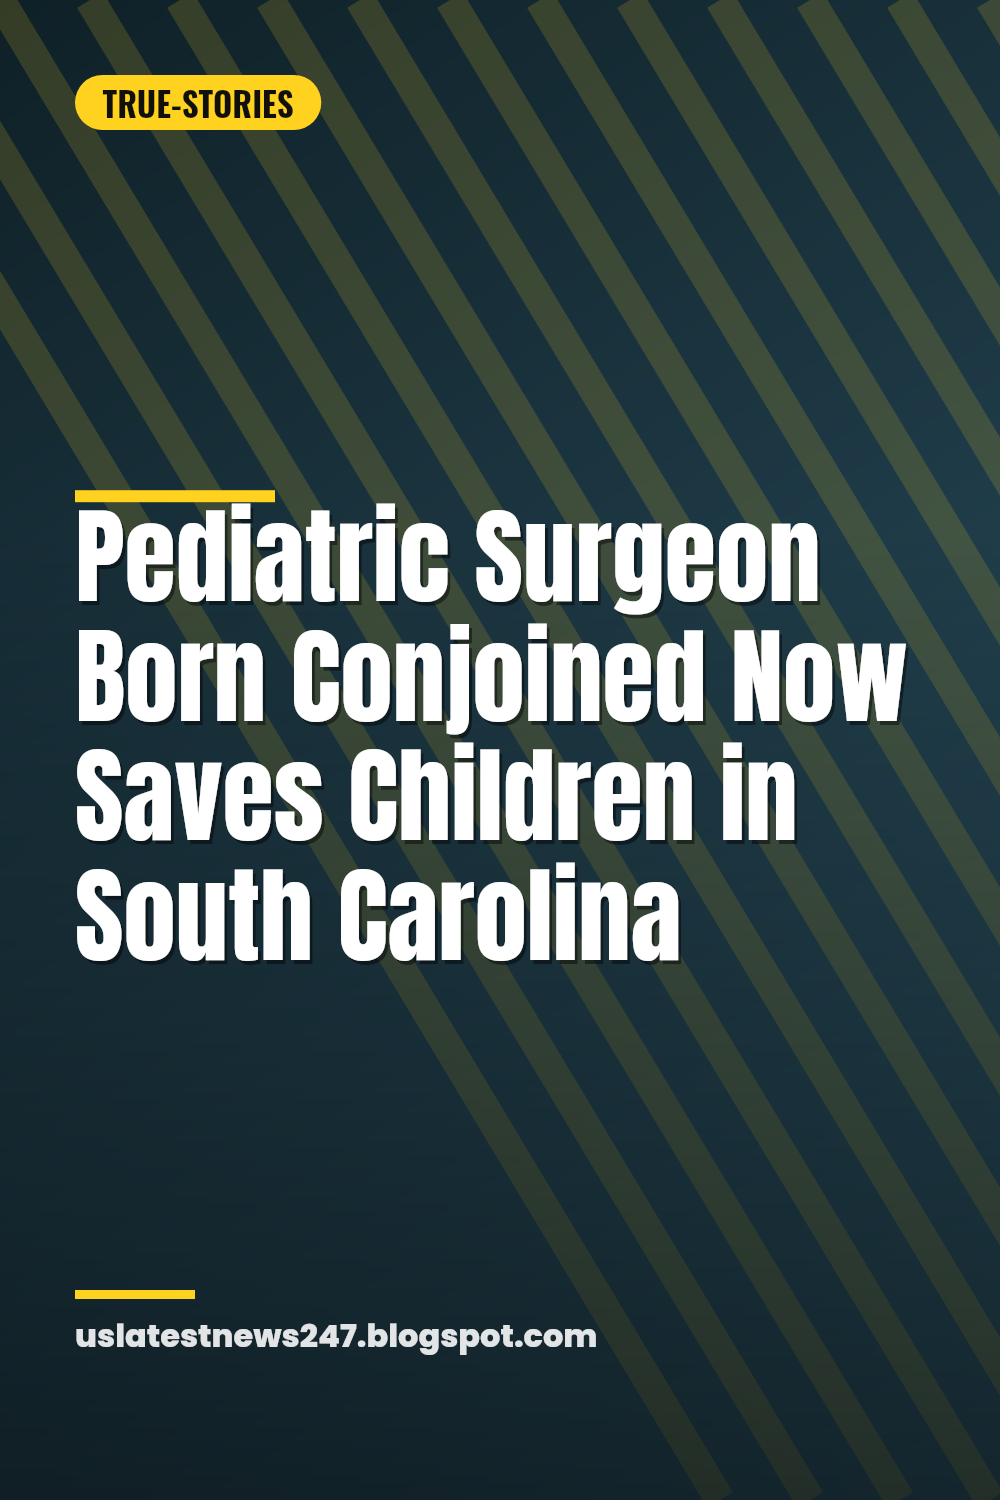 TRUE-STORIES
Pediatric Surgeon
Born Conjoined Now
Saves Children in
South Carolina
uslatestnews247.blogspot.com